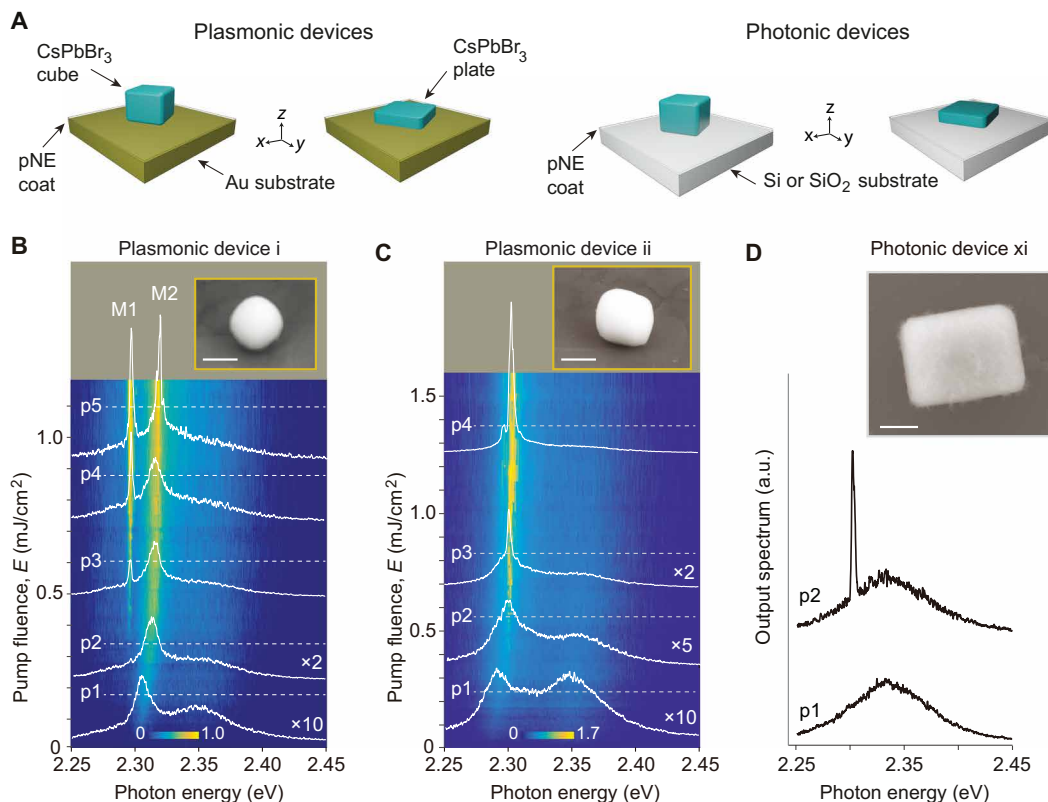 A
Plasmonic devices
Photonic devices
CsPbBr₃
cube
CsPbBr₃
plate
z
x
y
pNE
coat
Au substrate
z
x
y
pNE
coat
Si or SiO₂ substrate
B
Plasmonic device i
M1
M2
p5
p4
p3
p2
×2
p1
×10
0
1.0
1.0
0.5
0
Pump fluence, E (mJ/cm²)
2.25
2.30
2.35
2.40
2.45
Photon energy (eV)
C
Plasmonic device ii
p4
p3
×2
p2
×5
p1
×10
0
1.7
1.5
1.0
0.5
0
Pump fluence, E (mJ/cm²)
2.25
2.30
2.35
2.40
2.45
Photon energy (eV)
D
Photonic device xi
Output spectrum (a.u.)
p2
p1
2.25
2.35
2.45
Photon energy (eV)